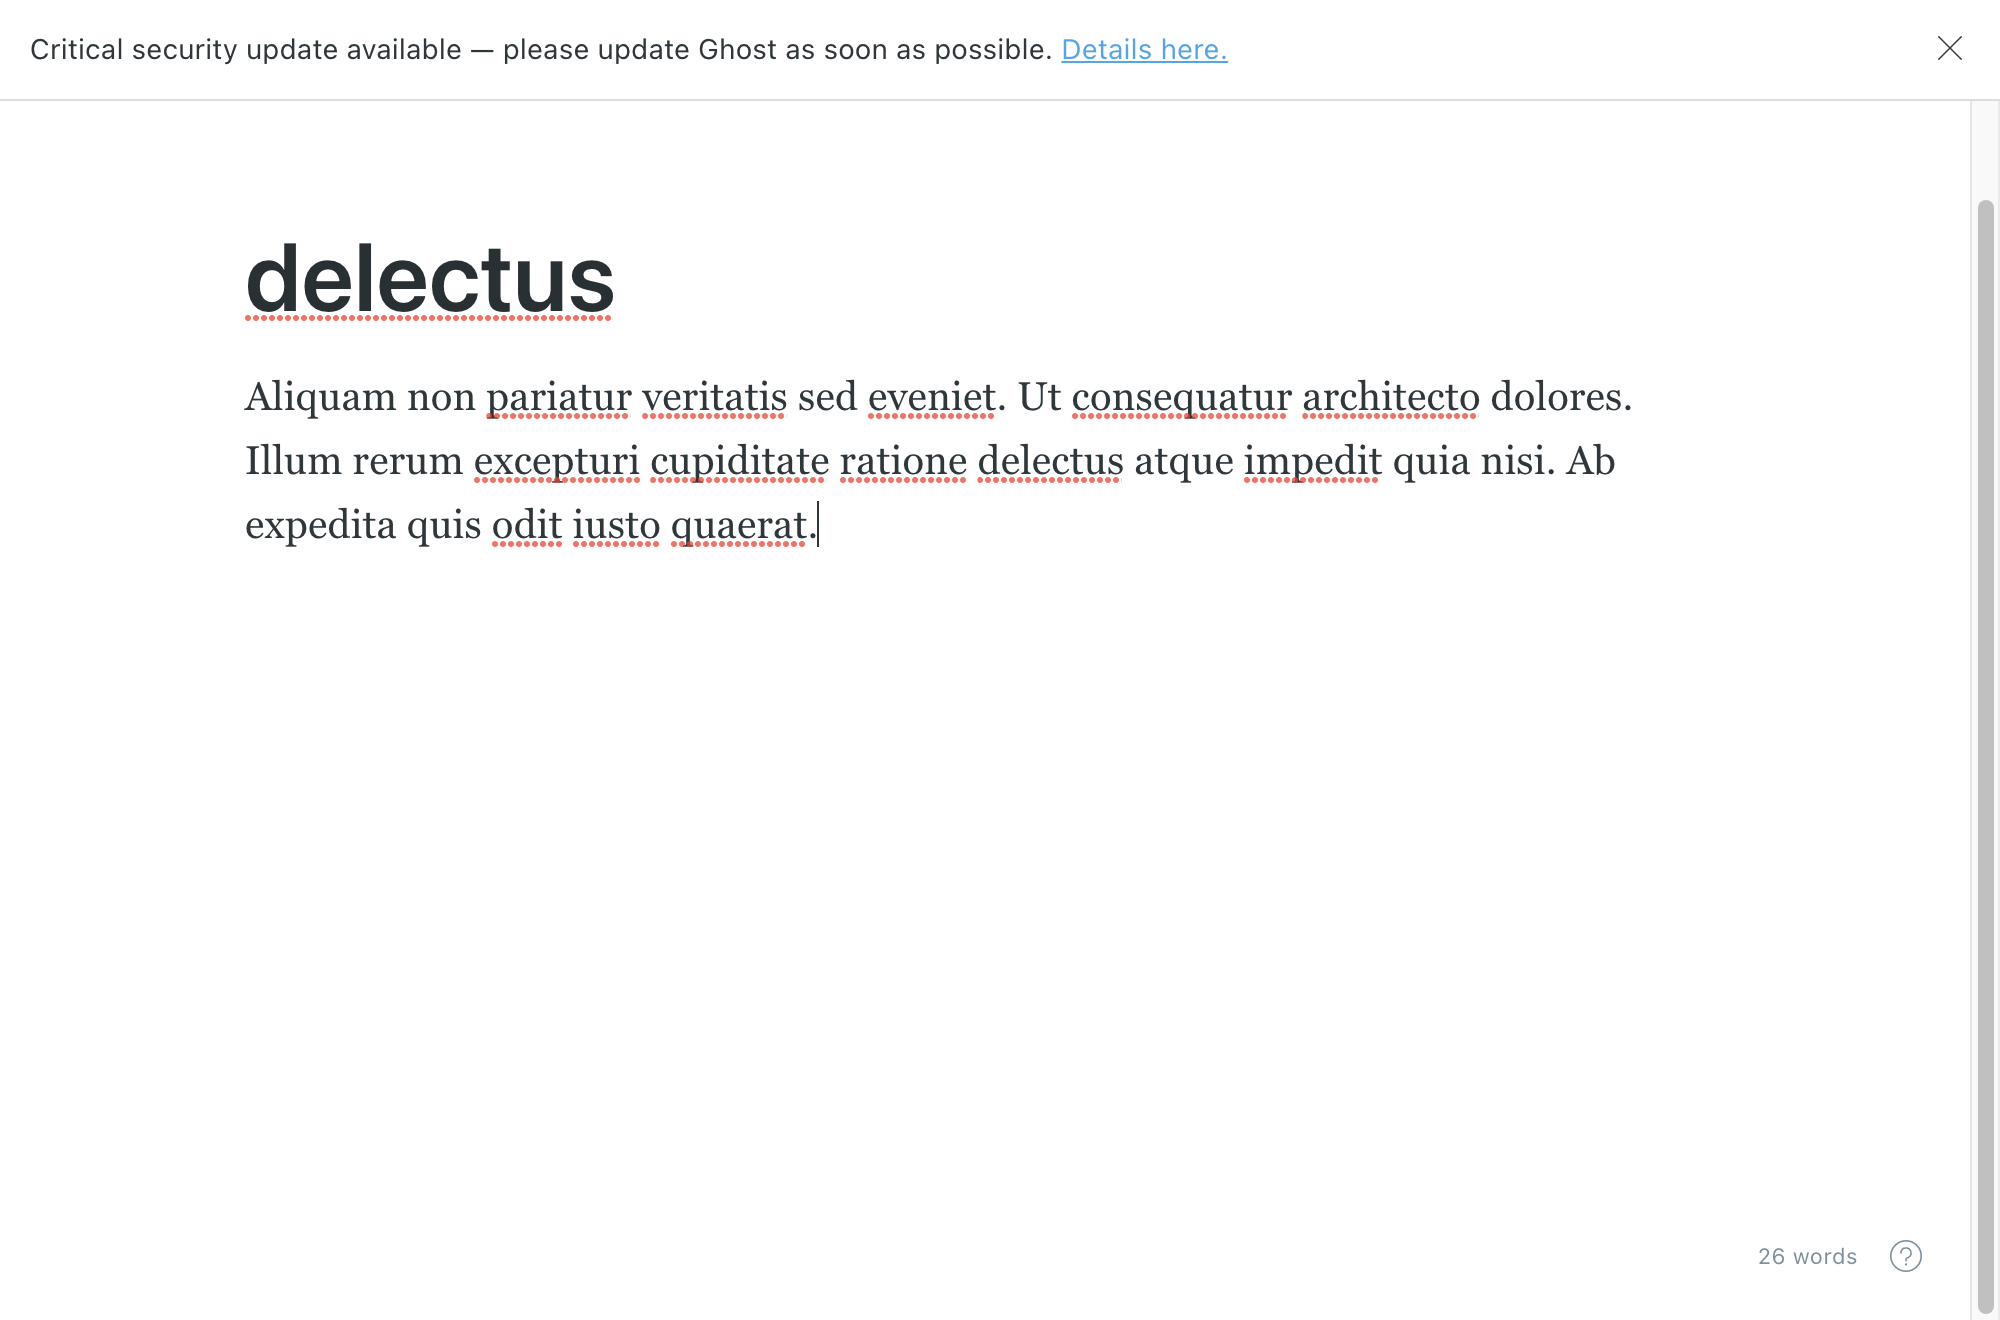 Critical security update available — please update Ghost as soon as possible. Details here.
delectus
Aliquam non pariatur veritatis sed eveniet. Ut consequatur architecto dolores.
Illum rerum excepturi cupiditate ratione delectus atque impedit quia nisi. Ab
expedita quis odit iusto quaerat.
26 words
?